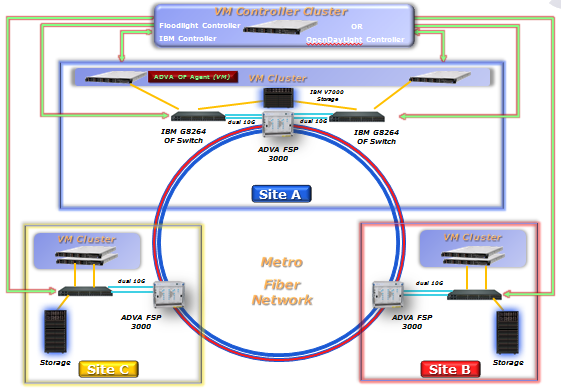 VM Controller Cluster
Floodlight Controller
OR
IBM Controller
OpenDayLight Controller
ADVA OF Agent (VM)
VM Cluster
IBM V7000
Storage
dual 10G
dual 10G
IBM G8264
OF Switch
IBM G8264
OF Switch
ADVA FSP
3000
Site A
VM Cluster
VM Cluster
Metro
Fiber
Network
dual 10G
dual 10G
ADVA FSP
3000
ADVA FSP
3000
Storage
Storage
Site C
Site B